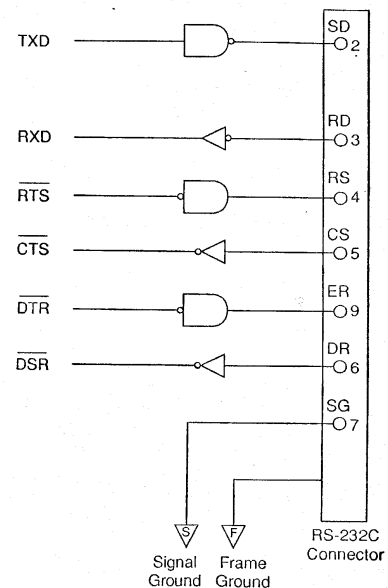 SD
TXD
2
RD
RXD
3
RS
RTS
4
CS
CTS
5
ER
DTR
9
DR
DSR
6
SG
7
S
F
RS-232C
Connector
Signal
Ground
Frame
Ground